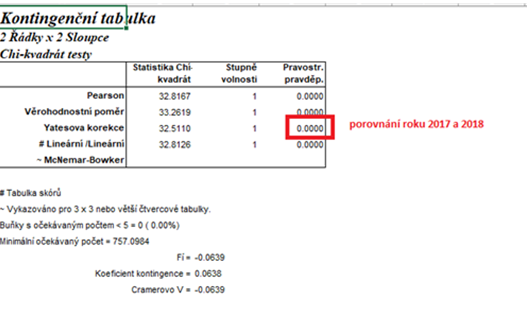 Kontingenční tabulka
2 Řádky x 2 Sloupce
Chi-kvadrát testy
Statistika Chi-kvadrát Stupně volnosti Pravostr. pravděp.
Pearson 32.8167 1 0.0000
Věrohodnostní poměr 33.2619 1 0.0000
Yatesova korekce 32.5110 1 0.0000 porovnání roku 2017 a 2018
# Lineární /Lineární 32.8126 1 0.0000
~ McNemar-Bowker
# Tabulka skórů
~ Vykazováno pro 3 x 3 nebo větší čtvercové tabulky.
Buňky s očekávaným počtem < 5 = 0 ( 0.00%)
Minimální očekávaný počet = 757.0984
Fí = -0.0639
Koeficient kontingence = 0.0638
Cramerovo V = -0.0639